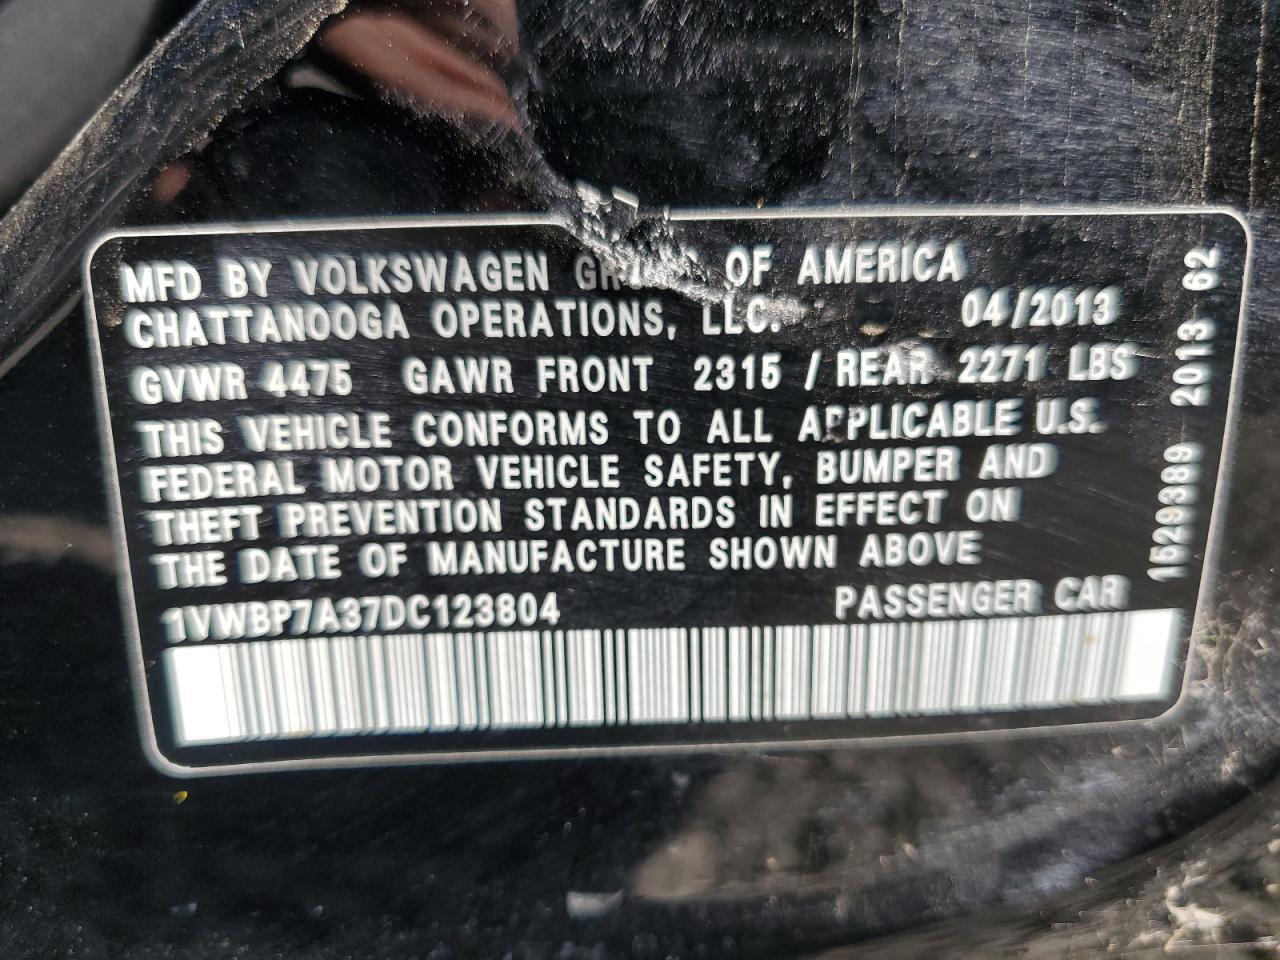 MFD BY VOLKSWAGEN OF AMERICA
CHATTANOOGA OPERATIONS, LLC. 04/2013
GVWR 4475 GAWR FRONT 2315 / REAR 2271 LBS
THIS VEHICLE CONFORMS TO ALL APPLICABLE U.S.
FEDERAL MOTOR VEHICLE SAFETY, BUMPER AND
THEFT PREVENTION STANDARDS IN EFFECT ON
THE DATE OF MANUFACTURE SHOWN ABOVE
1VWBP7A37DC123804 PASSENGER CAR
1529389 2013 62